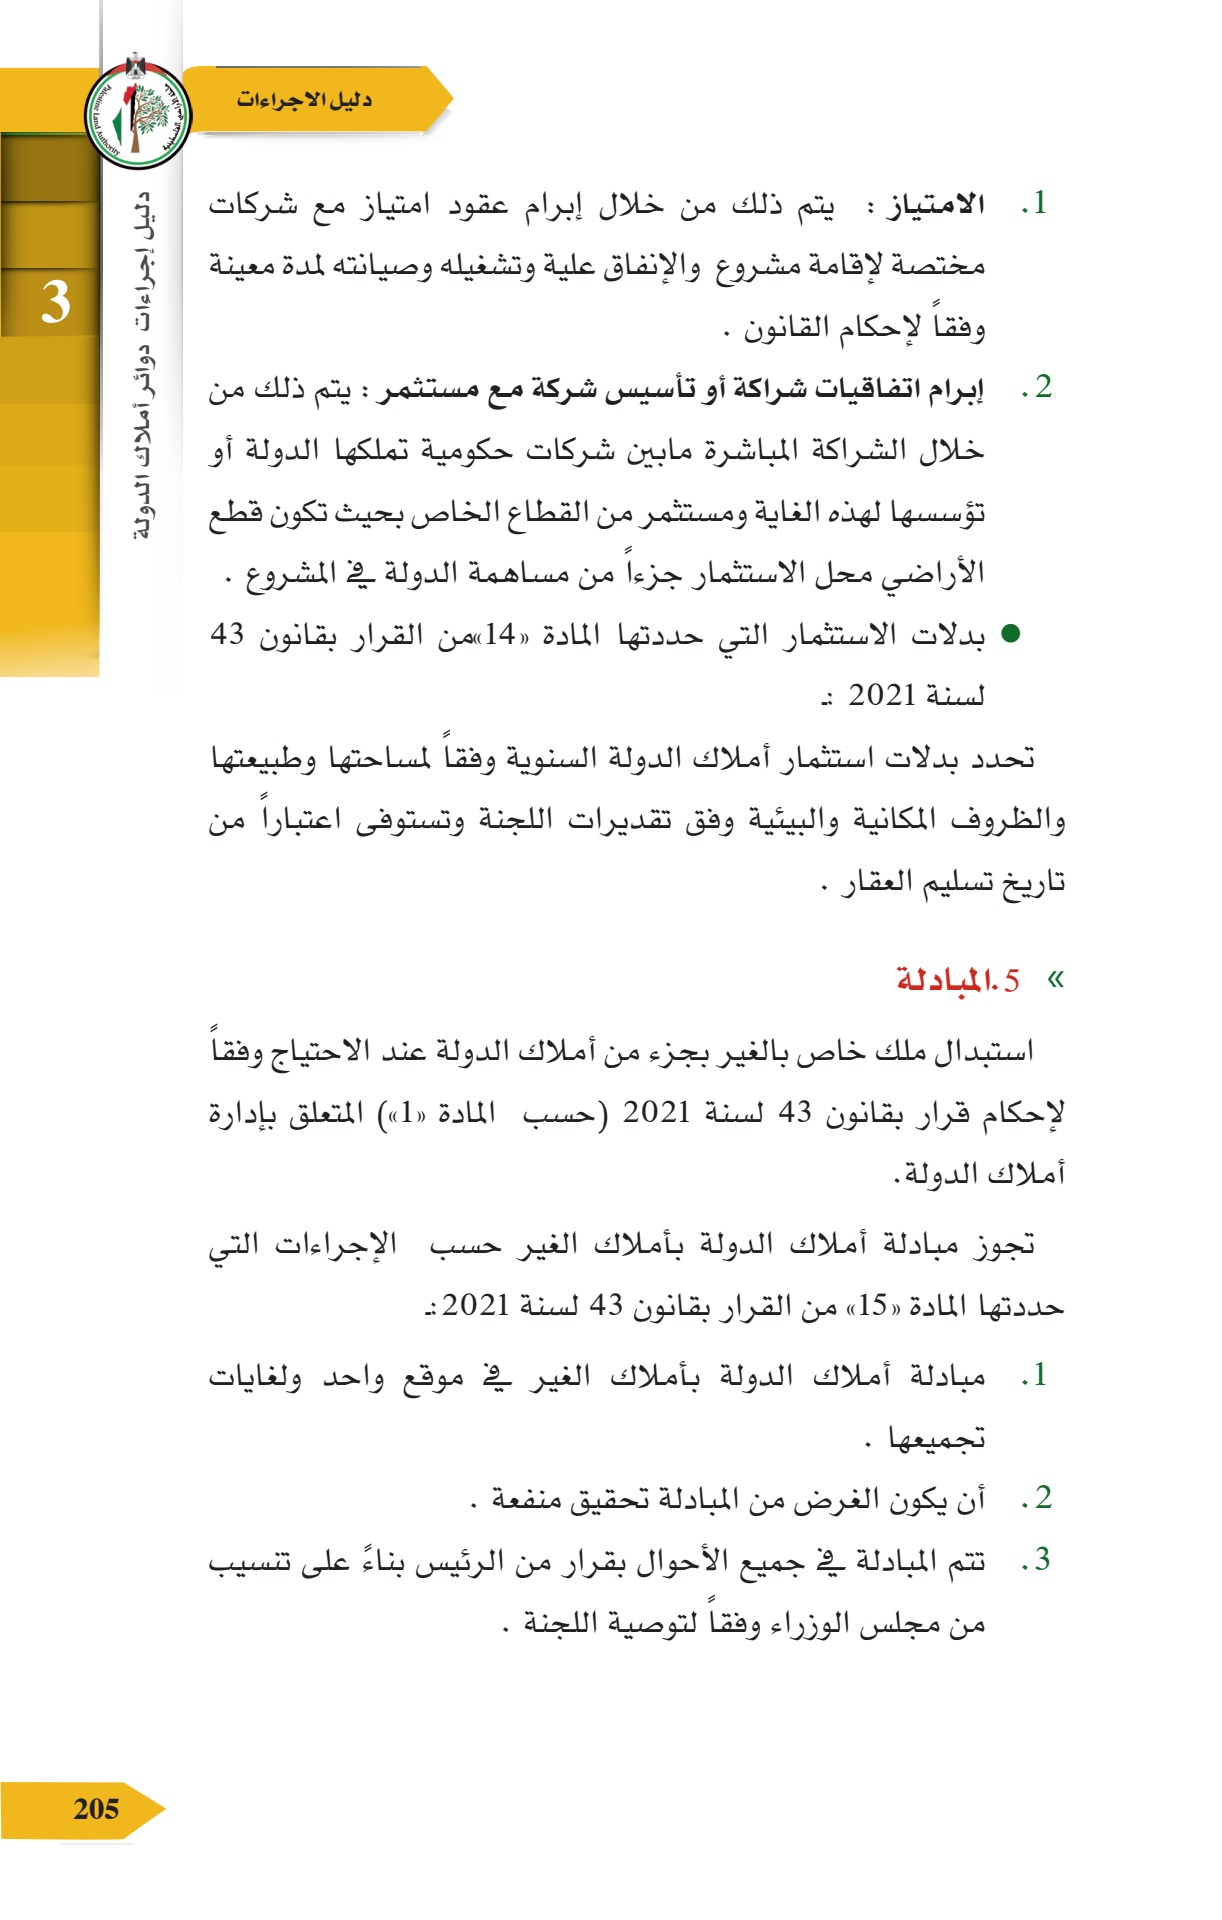 دليل الاجراءات
Palestine Land Authority
دليل إجراءات دوائر أملاك الدولة
3
1. الامتياز : يتم ذلك من خلال إبرام عقود امتياز مع شركات
مختصة لإقامة مشروع والإنفاق علية وتشغيله وصيانته لمدة معينة
وفقاً لإحكام القانون .
2. إبرام اتفاقيات شراكة أو تأسيس شركة مع مستثمر : يتم ذلك من
خلال الشراكة المباشرة مابين شركات حكومية تملكها الدولة أو
تؤسسها لهذه الغاية ومستثمر من القطاع الخاص بحيث تكون قطع
الأراضي محل الاستثمار جزءاً من مساهمة الدولة في المشروع .
● بدلات الاستثمار التي حددتها المادة «14»من القرار بقانون 43
لسنة 2021 :ـ
تحدد بدلات استثمار أملاك الدولة السنوية وفقاً لمساحتها وطبيعتها
والظروف المكانية والبيئية وفق تقديرات اللجنة وتستوفى اعتباراً من
تاريخ تسليم العقار .
» 5.المبادلة
استبدال ملك خاص بالغير بجزء من أملاك الدولة عند الاحتياج وفقاً
لإحكام قرار بقانون 43 لسنة 2021 (حسب المادة «1») المتعلق بإدارة
أملاك الدولة.
تجوز مبادلة أملاك الدولة بأملاك الغير حسب الإجراءات التي
حددتها المادة «15» من القرار بقانون 43 لسنة 2021:ـ
1. مبادلة أملاك الدولة بأملاك الغير في موقع واحد ولغايات
تجميعها .
2. أن يكون الغرض من المبادلة تحقيق منفعة .
3. تتم المبادلة في جميع الأحوال بقرار من الرئيس بناءً على تنسيب
من مجلس الوزراء وفقاً لتوصية اللجنة .
205